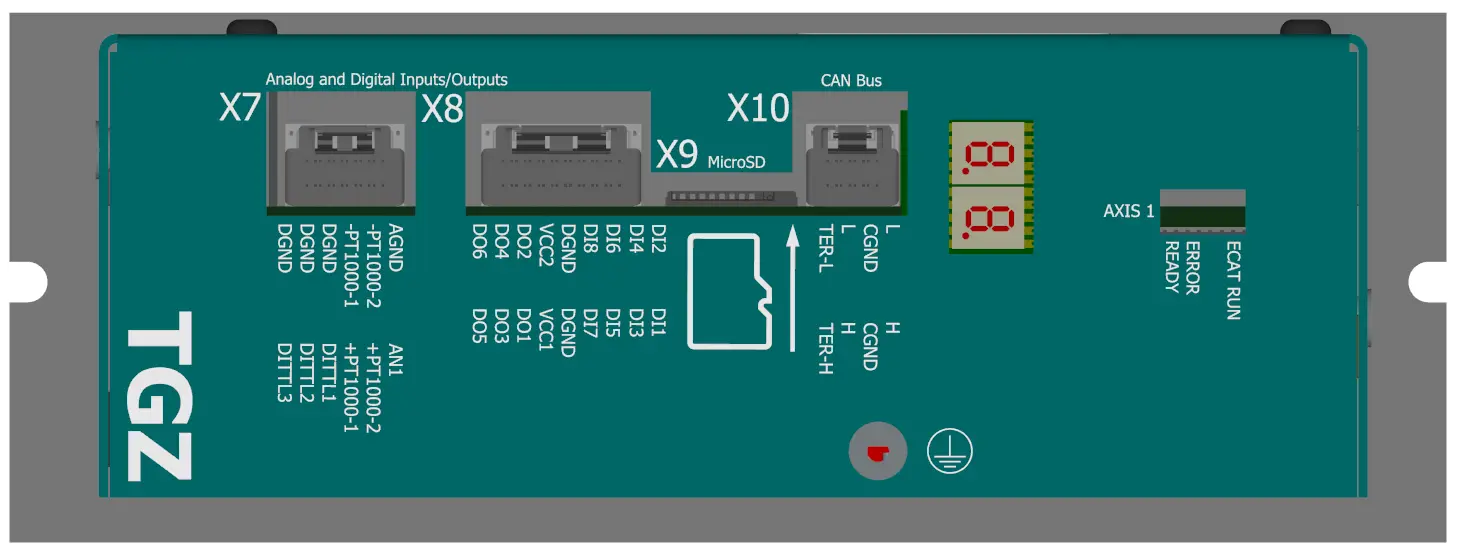 Analog and Digital Inputs/Outputs
CAN Bus
X7
X8
X10
X9 MicroSD
AXIS 1
DGND
DGND
DGND
-PT1000-1
-PT1000-2
AGND
DO6
DO4
DO2
VCC2
DGND
DI8
DI6
DI4
DI2
TER-L
L
CGND
L
READY
ERROR
ECAT RUN
DO5
DO3
DO1
VCC1
DGND
DI7
DI5
DI3
DI1
TER-H
H
CGND
H
DITTL3
DITTL2
DITTL1
+PT1000-1
+PT1000-2
AN1
TGZ
8.
8.